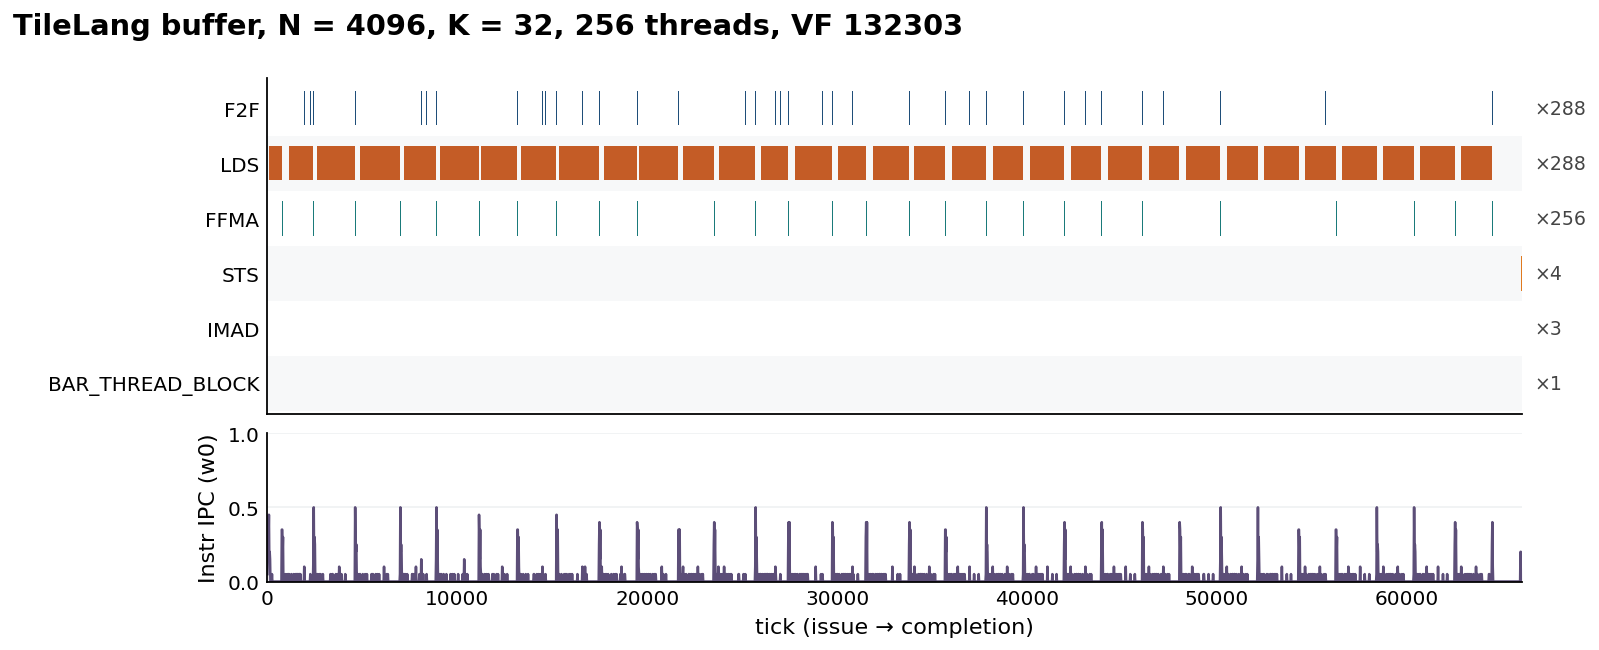 TileLang buffer, N = 4096, K = 32, 256 threads, VF 132303
F2F
×288
LDS
×288
FFMA
×256
STS
×4
IMAD
×3
BAR_THREAD_BLOCK
×1
Instr IPC (w0)
1.0
0.5
0.0
0 10000 20000 30000 40000 50000 60000
tick (issue → completion)